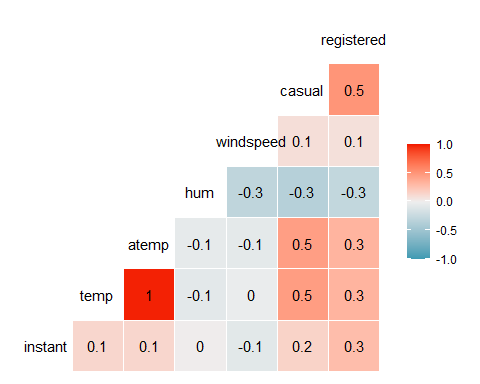 registered
casual 0.5
windspeed 0.1 0.1
hum -0.3 -0.3 -0.3
atemp -0.1 -0.1 0.5 0.3
temp 1 -0.1 0 0.5 0.3
instant 0.1 0.1 0 -0.1 0.2 0.3
1.0
0.5
0.0
-0.5
-1.0